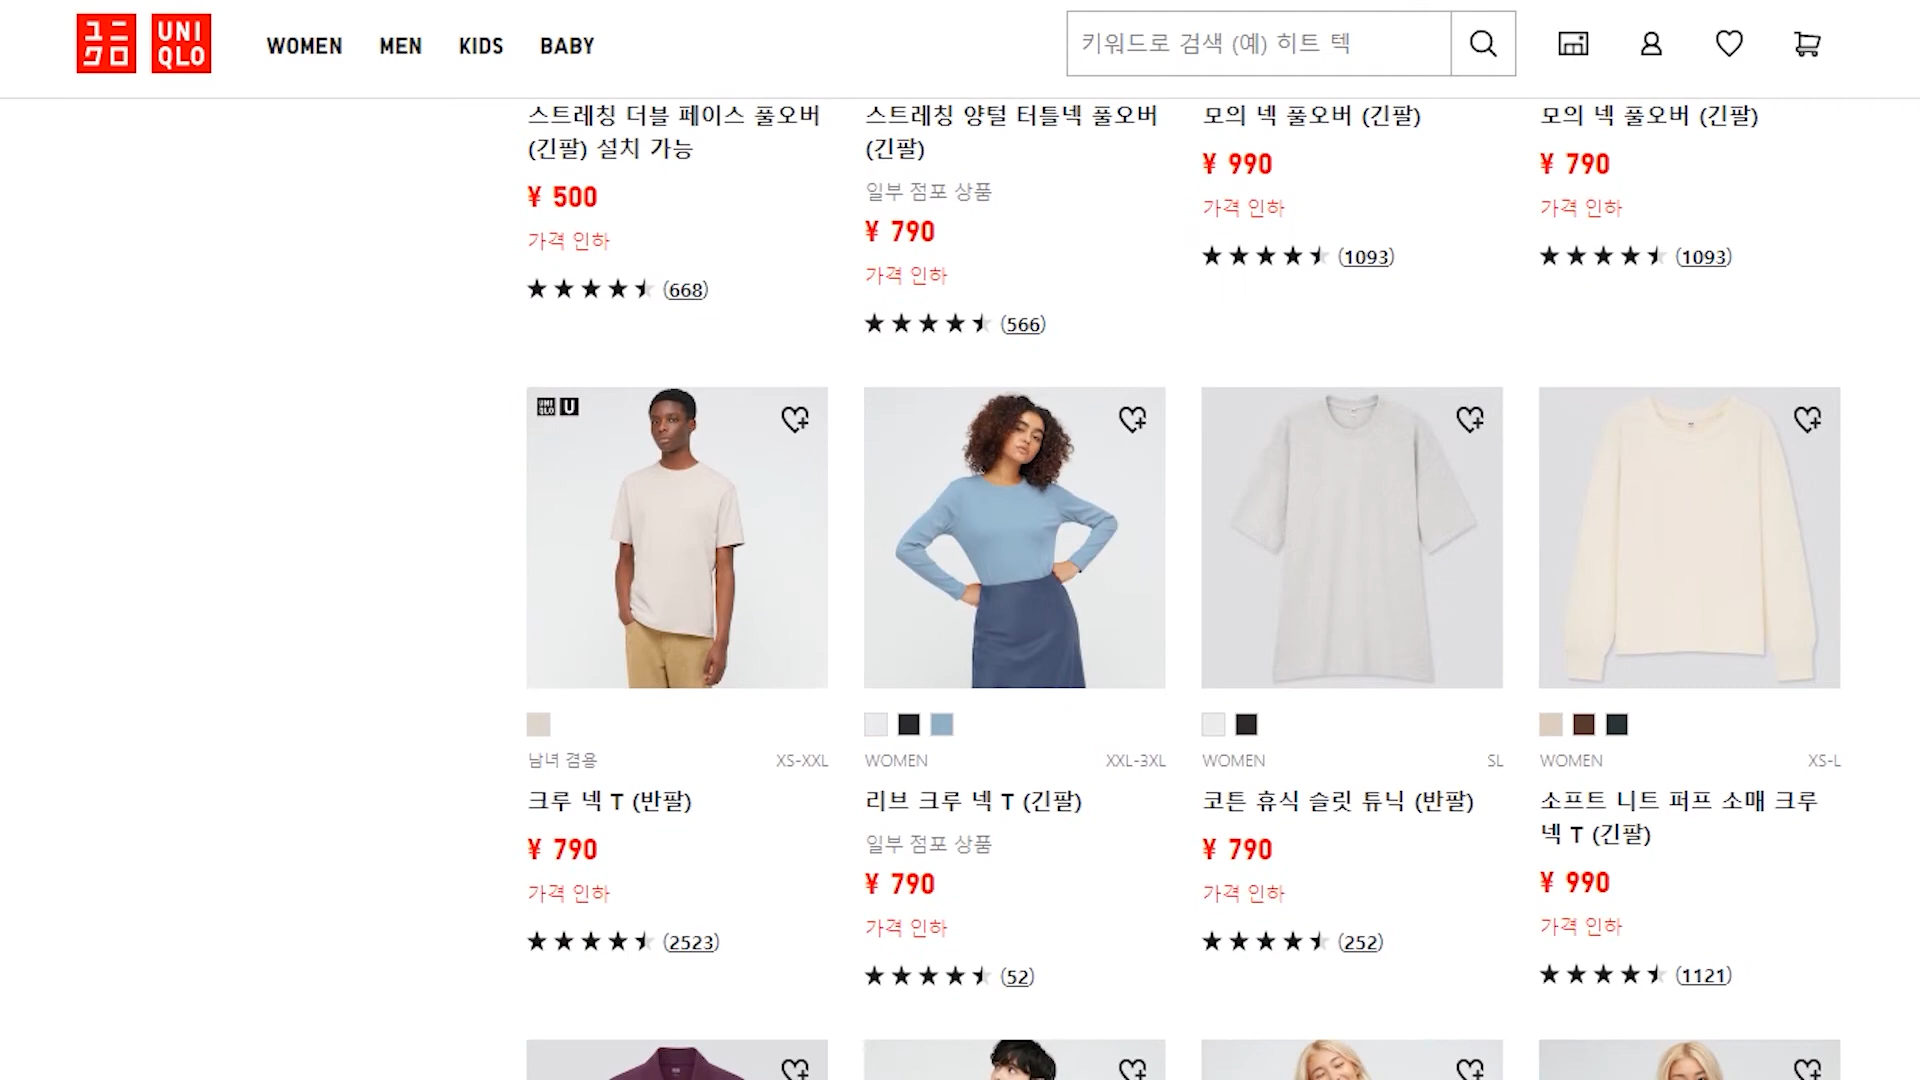 ユニ
クロ
UNI
QLO
WOMEN
MEN
KIDS
BABY
키워드로 검색 (예) 히트 텍
스트레칭 더블 페이스 풀오버
(긴팔) 설치 가능
¥ 500
가격 인하
(668)
스트레칭 양털 터틀넥 풀오버
(긴팔)
일부 점포 상품
¥ 790
가격 인하
(566)
모의 넥 풀오버 (긴팔)
¥ 990
가격 인하
(1093)
모의 넥 풀오버 (긴팔)
¥ 790
가격 인하
(1093)
UNI
QLO
U
남녀 겸용
XS-XXL
크루 넥 T (반팔)
¥ 790
가격 인하
(2523)
WOMEN
XXL-3XL
리브 크루 넥 T (긴팔)
일부 점포 상품
¥ 790
가격 인하
(52)
WOMEN
SL
코튼 휴식 슬릿 튜닉 (반팔)
¥ 790
가격 인하
(252)
WOMEN
XS-L
소프트 니트 퍼프 소매 크루
넥 T (긴팔)
¥ 990
가격 인하
(1121)